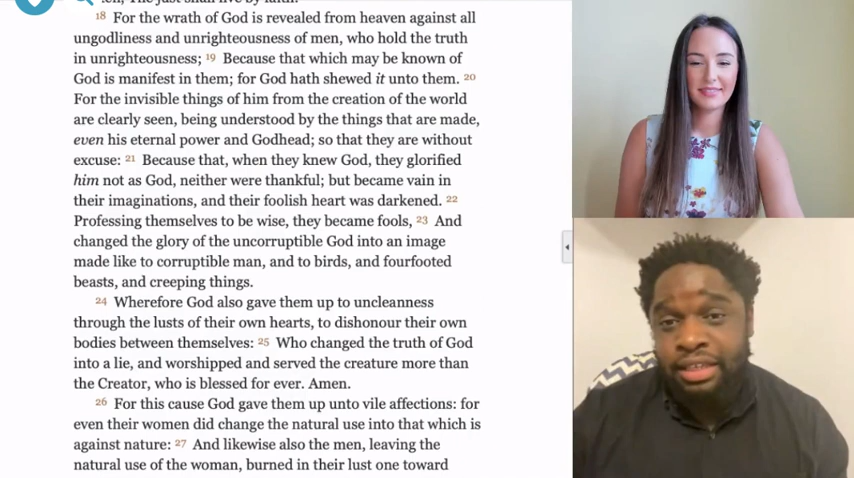 en, The just shall live by faith.
18 For the wrath of God is revealed from heaven against all
ungodliness and unrighteousness of men, who hold the truth
in unrighteousness; 19 Because that which may be known of
God is manifest in them; for God hath shewed it unto them. 20
For the invisible things of him from the creation of the world
are clearly seen, being understood by the things that are made,
even his eternal power and Godhead; so that they are without
excuse: 21 Because that, when they knew God, they glorified
him not as God, neither were thankful; but became vain in
their imaginations, and their foolish heart was darkened. 22
Professing themselves to be wise, they became fools, 23 And
changed the glory of the uncorruptible God into an image
made like to corruptible man, and to birds, and fourfooted
beasts, and creeping things.
24 Wherefore God also gave them up to uncleanness
through the lusts of their own hearts, to dishonour their own
bodies between themselves: 25 Who changed the truth of God
into a lie, and worshipped and served the creature more than
the Creator, who is blessed for ever. Amen.
26 For this cause God gave them up unto vile affections: for
even their women did change the natural use into that which is
against nature: 27 And likewise also the men, leaving the
natural use of the woman, burned in their lust one toward